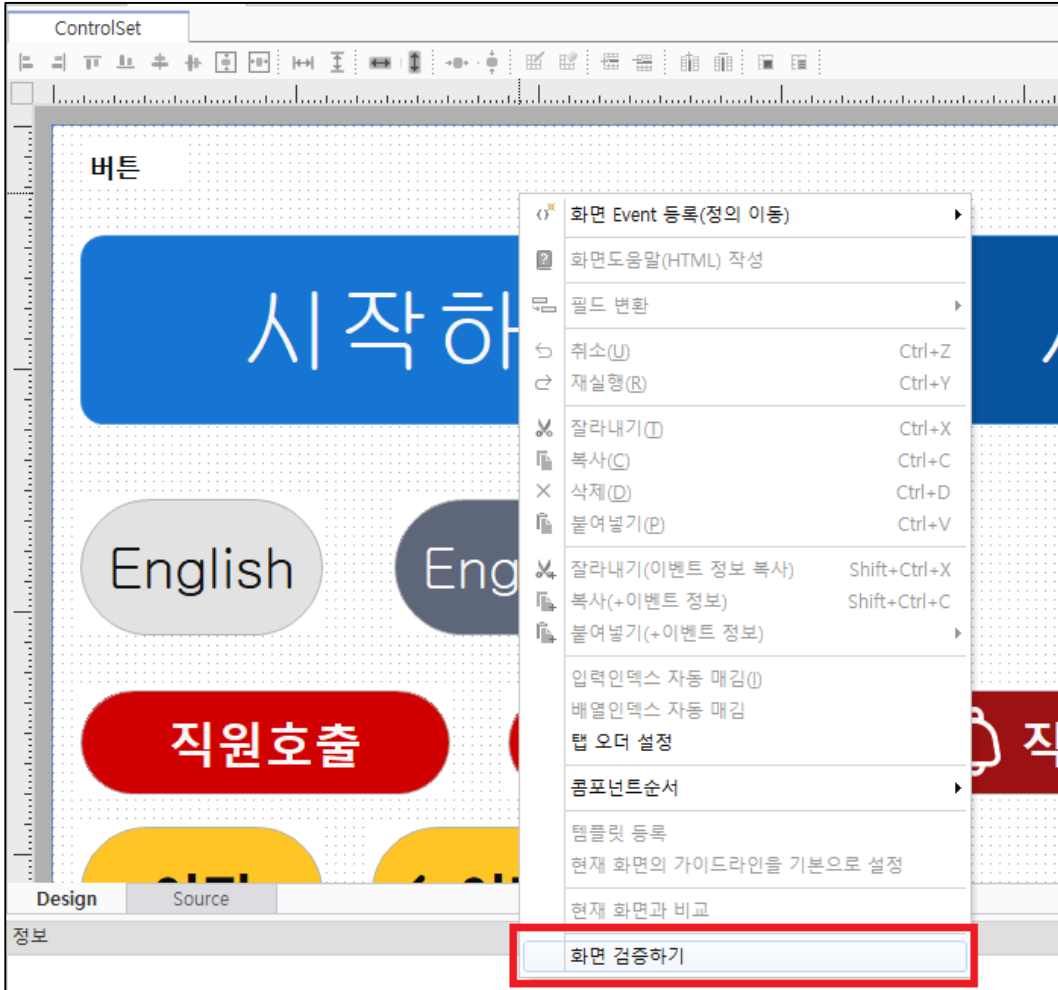 ControlSet
버튼
시작하
English
Eng
직원호출
직
화면 Event 등록(정의 이동)
화면도움말(HTML) 작성
필드 변환
취소(U) Ctrl+Z
재실행(R) Ctrl+Y
잘라내기(T) Ctrl+X
복사(C) Ctrl+C
삭제(D) Ctrl+D
붙여넣기(P) Ctrl+V
잘라내기(이벤트 정보 복사) Shift+Ctrl+X
복사(+이벤트 정보) Shift+Ctrl+C
붙여넣기(+이벤트 정보)
입력인덱스 자동 매김(I)
배열인덱스 자동 매김
탭 오더 설정
콤포넌트순서
템플릿 등록
현재 화면의 가이드라인을 기본으로 설정
현재 화면과 비교
화면 검증하기
Design Source
정보